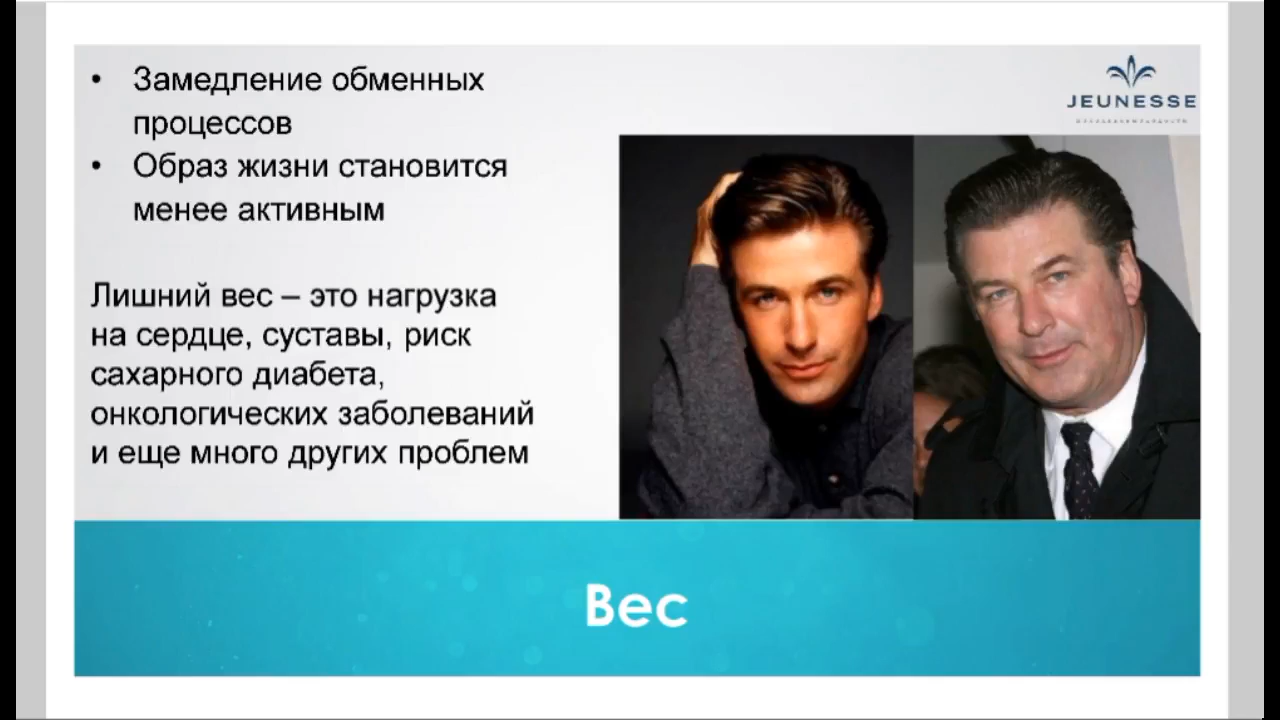 • Замедление обменных
процессов
• Образ жизни становится
менее активным
Лишний вес – это нагрузка
на сердце, суставы, риск
сахарного диабета,
онкологических заболеваний
и еще много других проблем
JEUNESSE
Вес